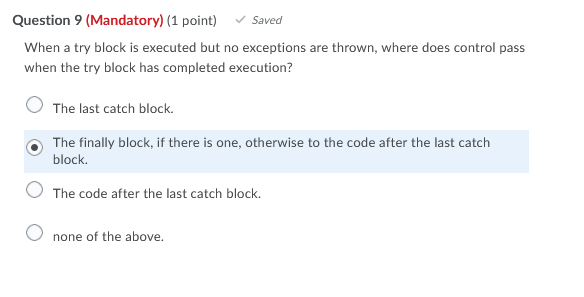 Question 9 (Mandatory) (1 point) ✓ Saved
When a try block is executed but no exceptions are thrown, where does control pass
when the try block has completed execution?
The last catch block.
The finally block, if there is one, otherwise to the code after the last catch
block.
The code after the last catch block.
none of the above.